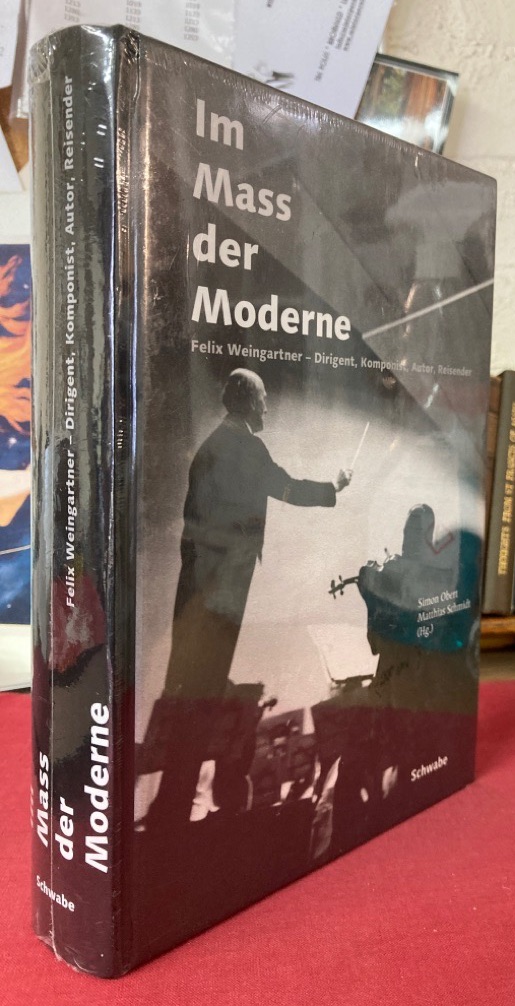 Im
Mass
der
Moderne
Felix Weingartner – Dirigent, Komponist, Autor, Reisender
Simon Obert
Matthias Schmidt
(Hg.)
Schwabe
Felix Weingartner – Dirigent, Komponist, Autor, Reisender
Im
Mass
der
Moderne
Schwabe